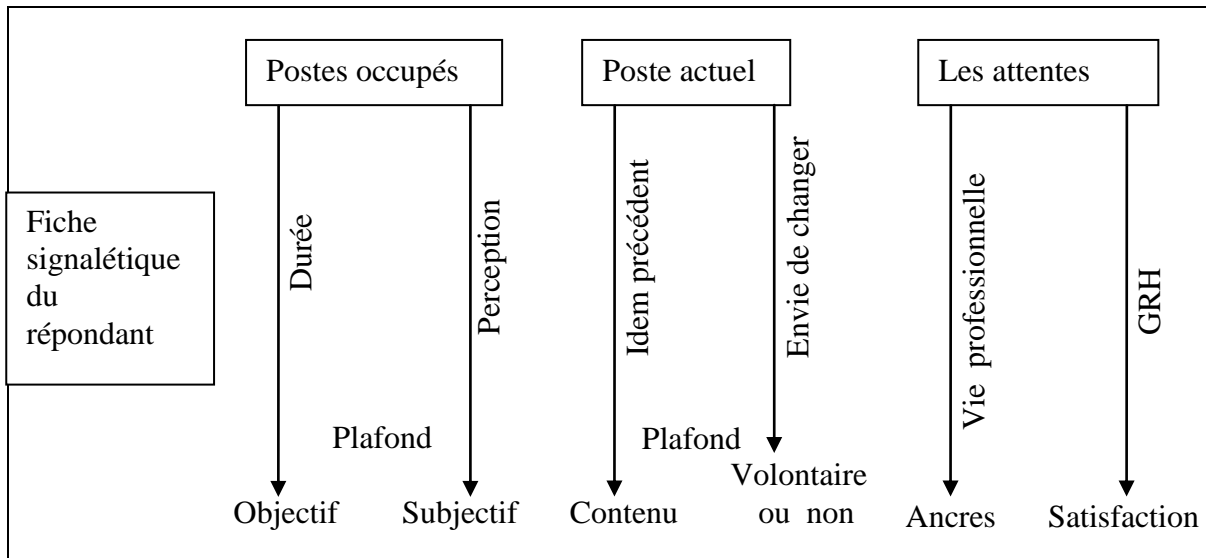 Postes occupés
Poste actuel
Les attentes
Fiche
signalétique
du
répondant
Durée
Perception
Idem précédent
Envie de changer
Vie professionnelle
GRH
Plafond
Plafond
Objectif
Subjectif
Contenu
Volontaire
ou non
Ancres
Satisfaction